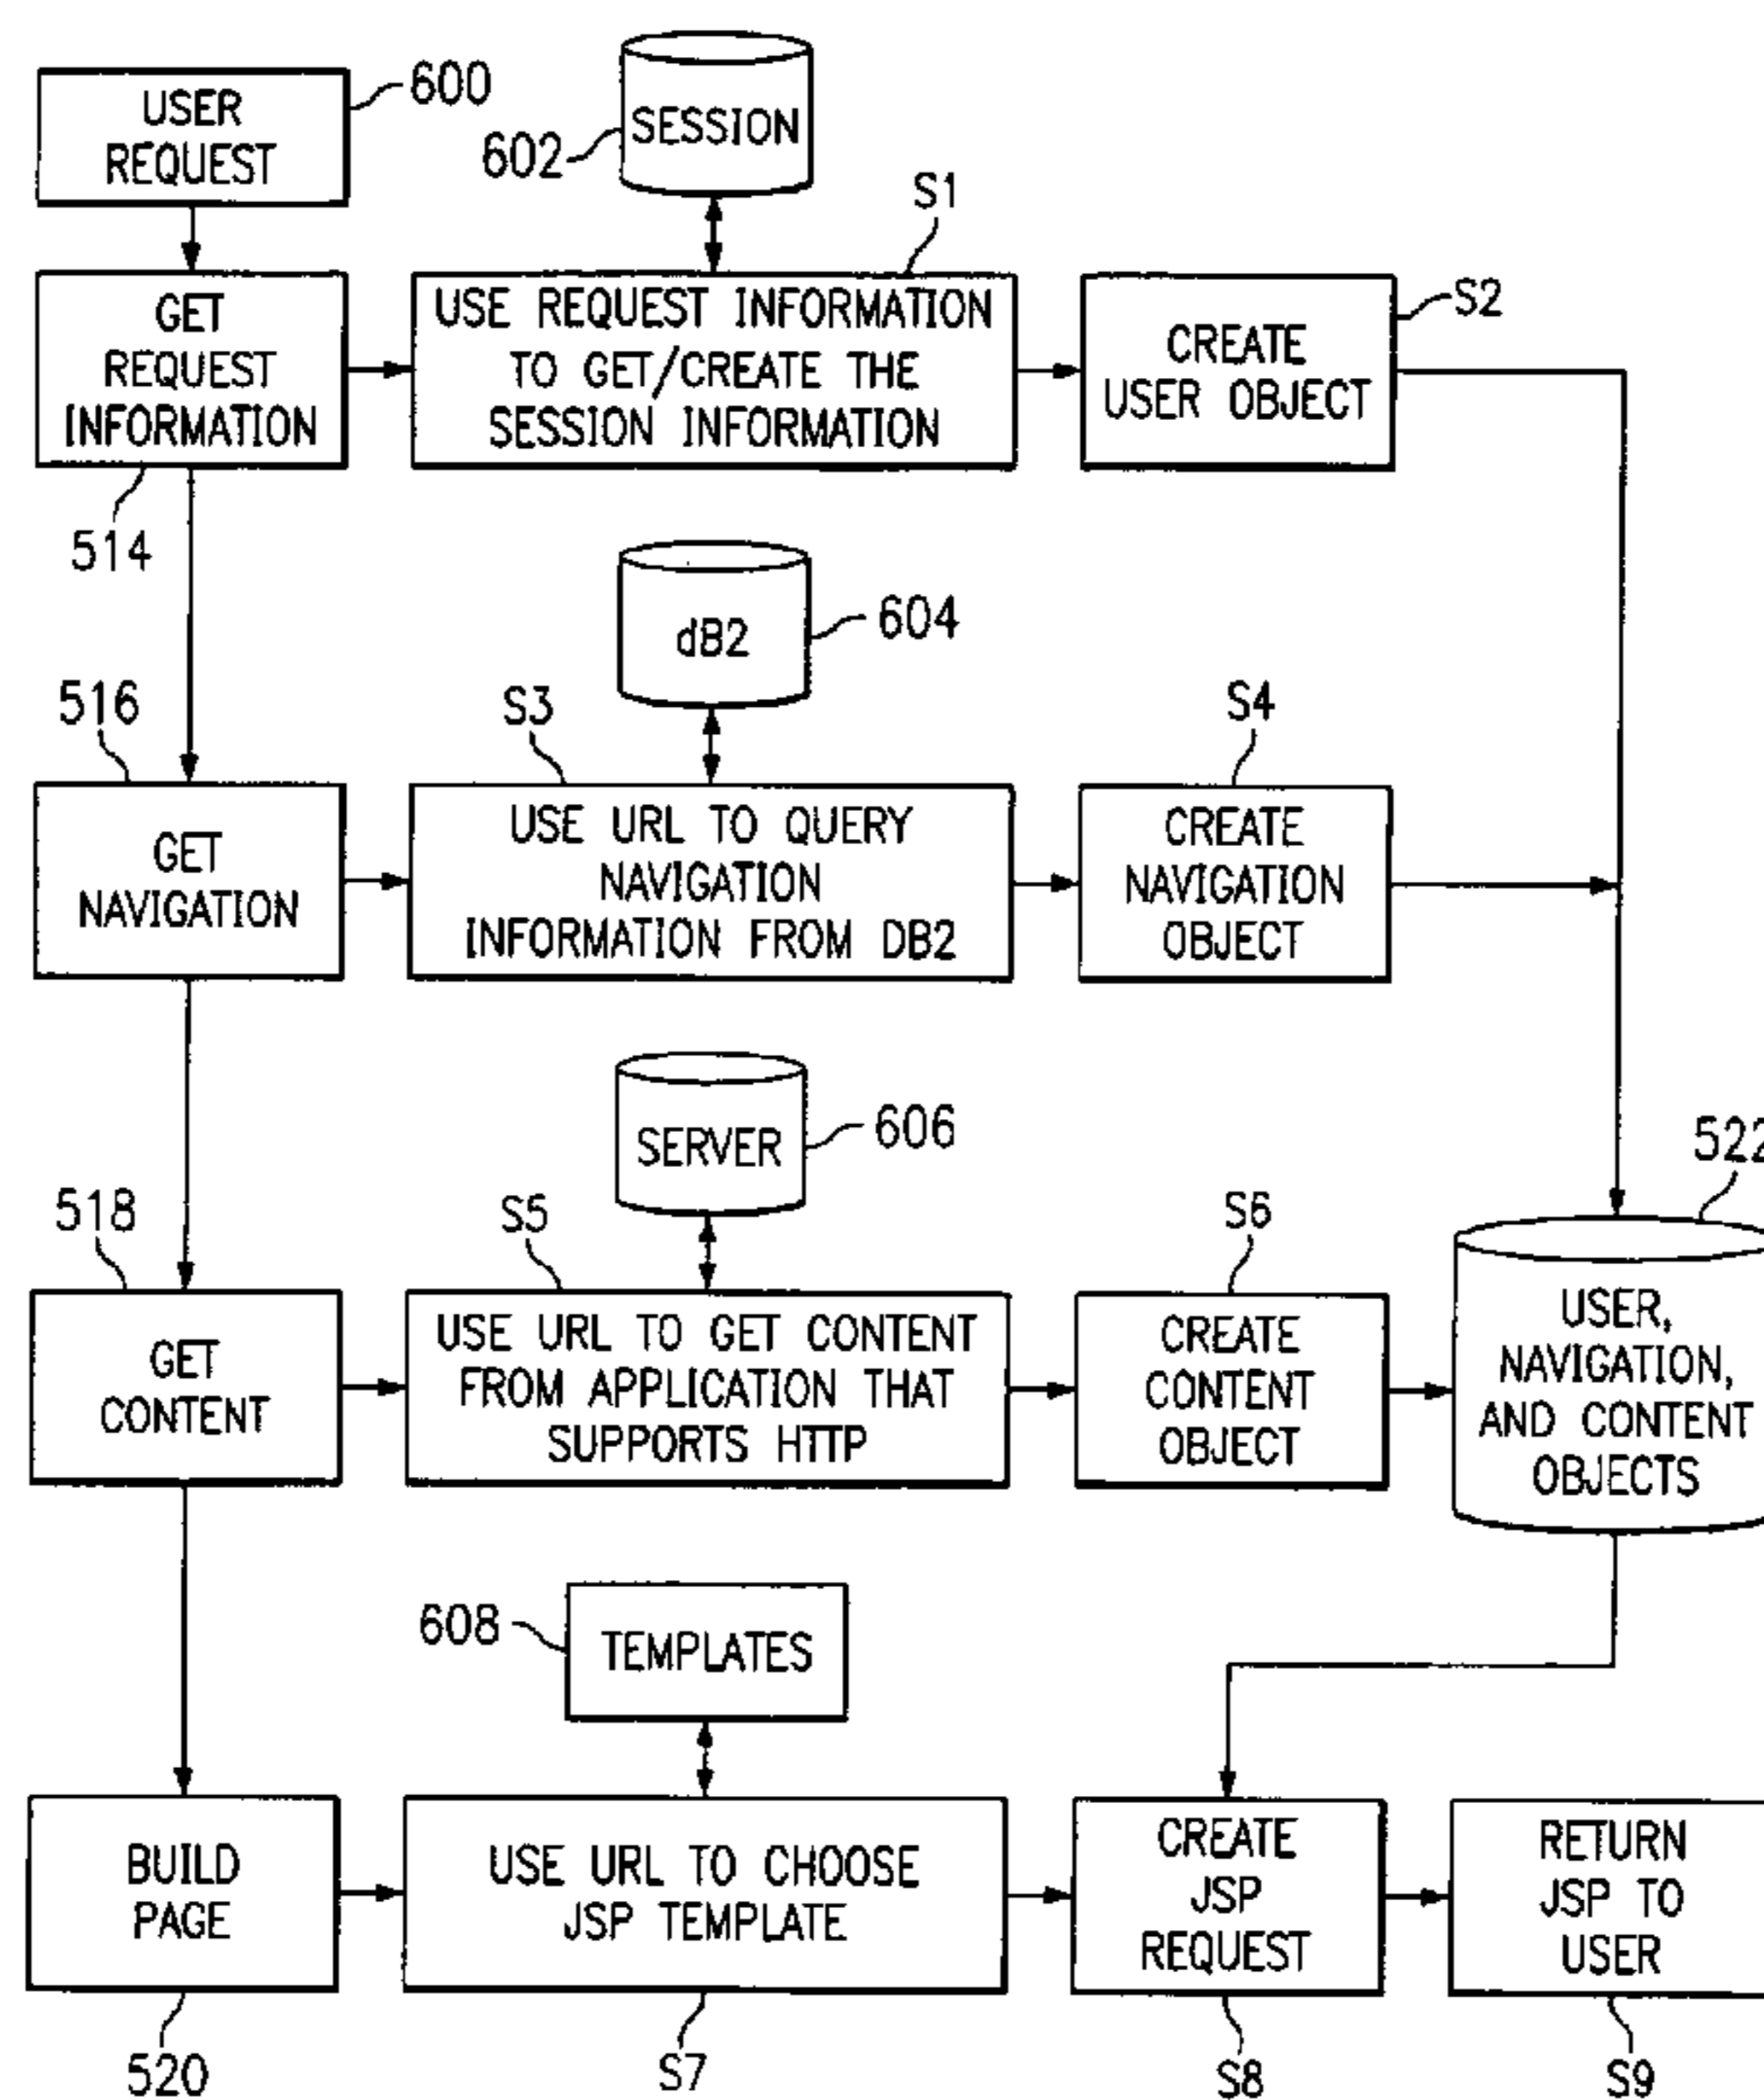 USER
REQUEST
600
SESSION
602
S1
GET
REQUEST
INFORMATION
514
USE REQUEST INFORMATION
TO GET/CREATE THE
SESSION INFORMATION
CREATE
USER OBJECT
S2
dB2
604
516
S3
S4
GET
NAVIGATION
USE URL TO QUERY
NAVIGATION
INFORMATION FROM DB2
CREATE
NAVIGATION
OBJECT
SERVER
606
522
518
S5
S6
GET
CONTENT
USE URL TO GET CONTENT
FROM APPLICATION THAT
SUPPORTS HTTP
CREATE
CONTENT
OBJECT
USER,
NAVIGATION,
AND CONTENT
OBJECTS
608
TEMPLATES
BUILD
PAGE
520
USE URL TO CHOOSE
JSP TEMPLATE
S7
CREATE
JSP
REQUEST
S8
RETURN
JSP TO
USER
S9